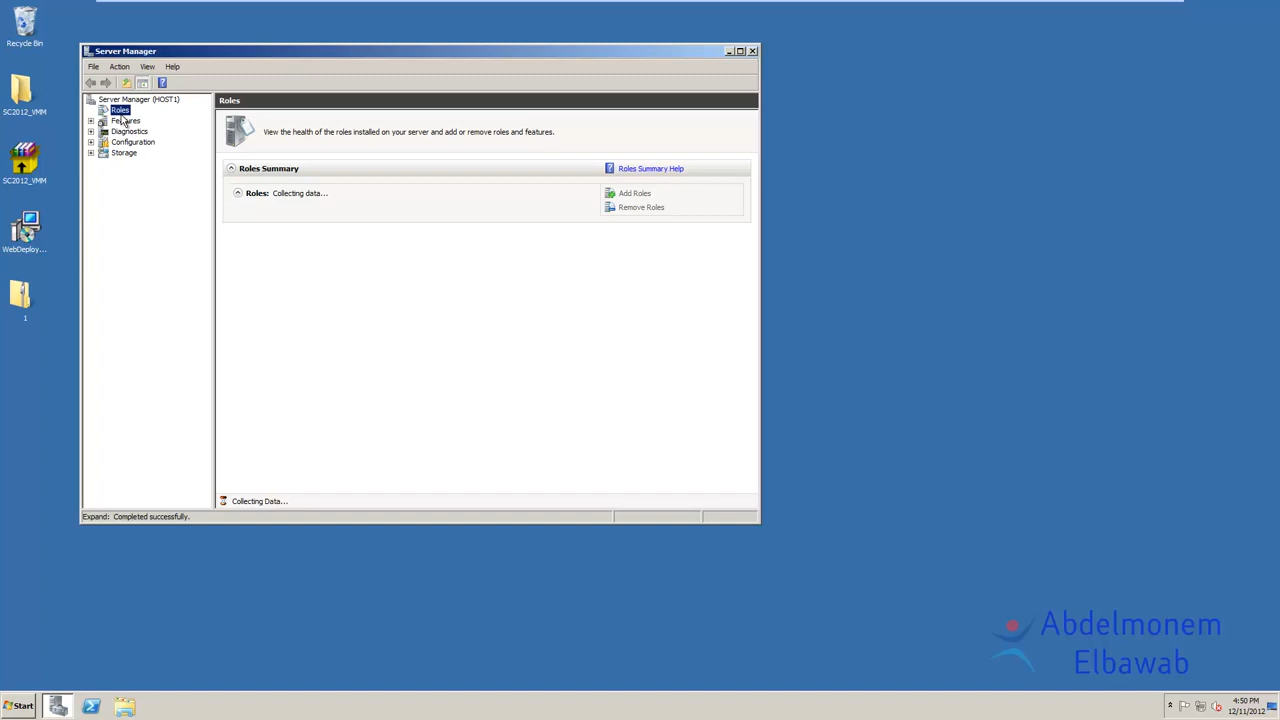 Recycle Bin
SC2012_VMM
SC2012_VMM
WebDeploy...
1
Server Manager
File Action View Help
Server Manager (HOST1)
Roles
Features
Diagnostics
Configuration
Storage
Roles
View the health of the roles installed on your server and add or remove roles and features.
Roles Summary
Roles Summary Help
Roles: Collecting data...
Add Roles
Remove Roles
Collecting Data...
Expand: Completed successfully.
Abdelmonem
Elbawab
Start
4:50 PM
12/11/2012